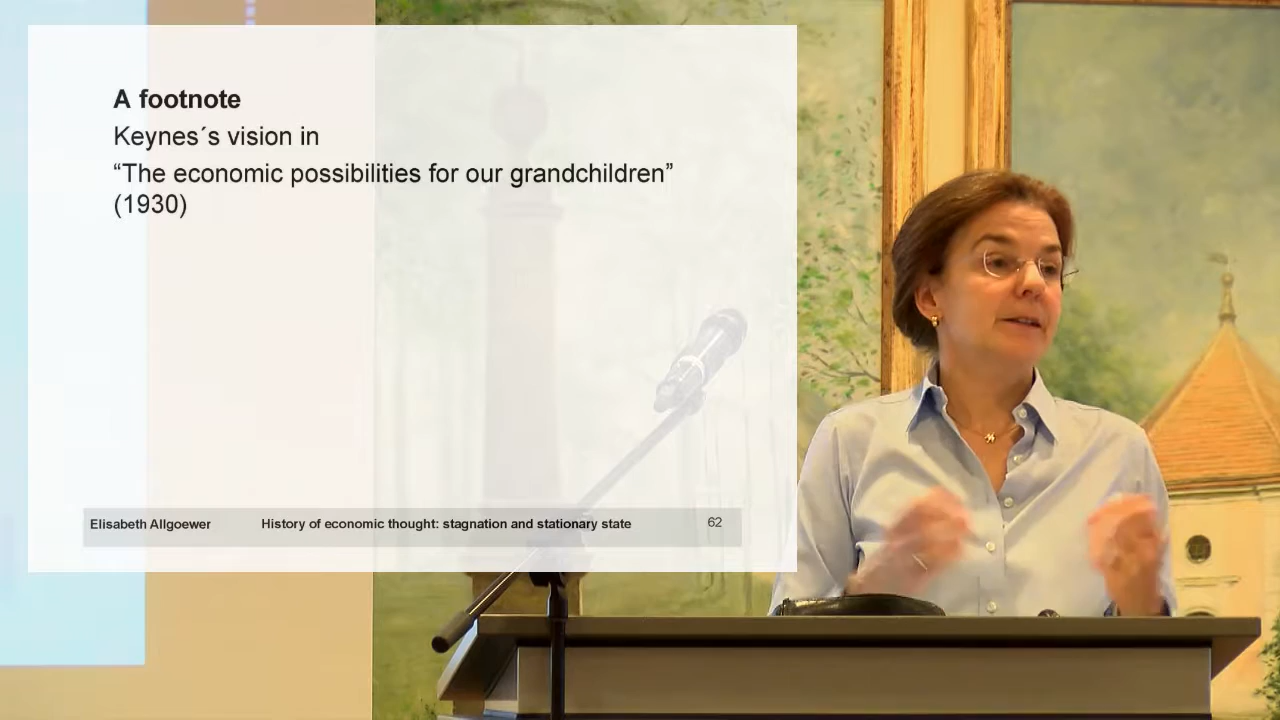 A footnote
Keynes´s vision in
“The economic possibilities for our grandchildren”
(1930)
Elisabeth Allgoewer History of economic thought: stagnation and stationary state 62